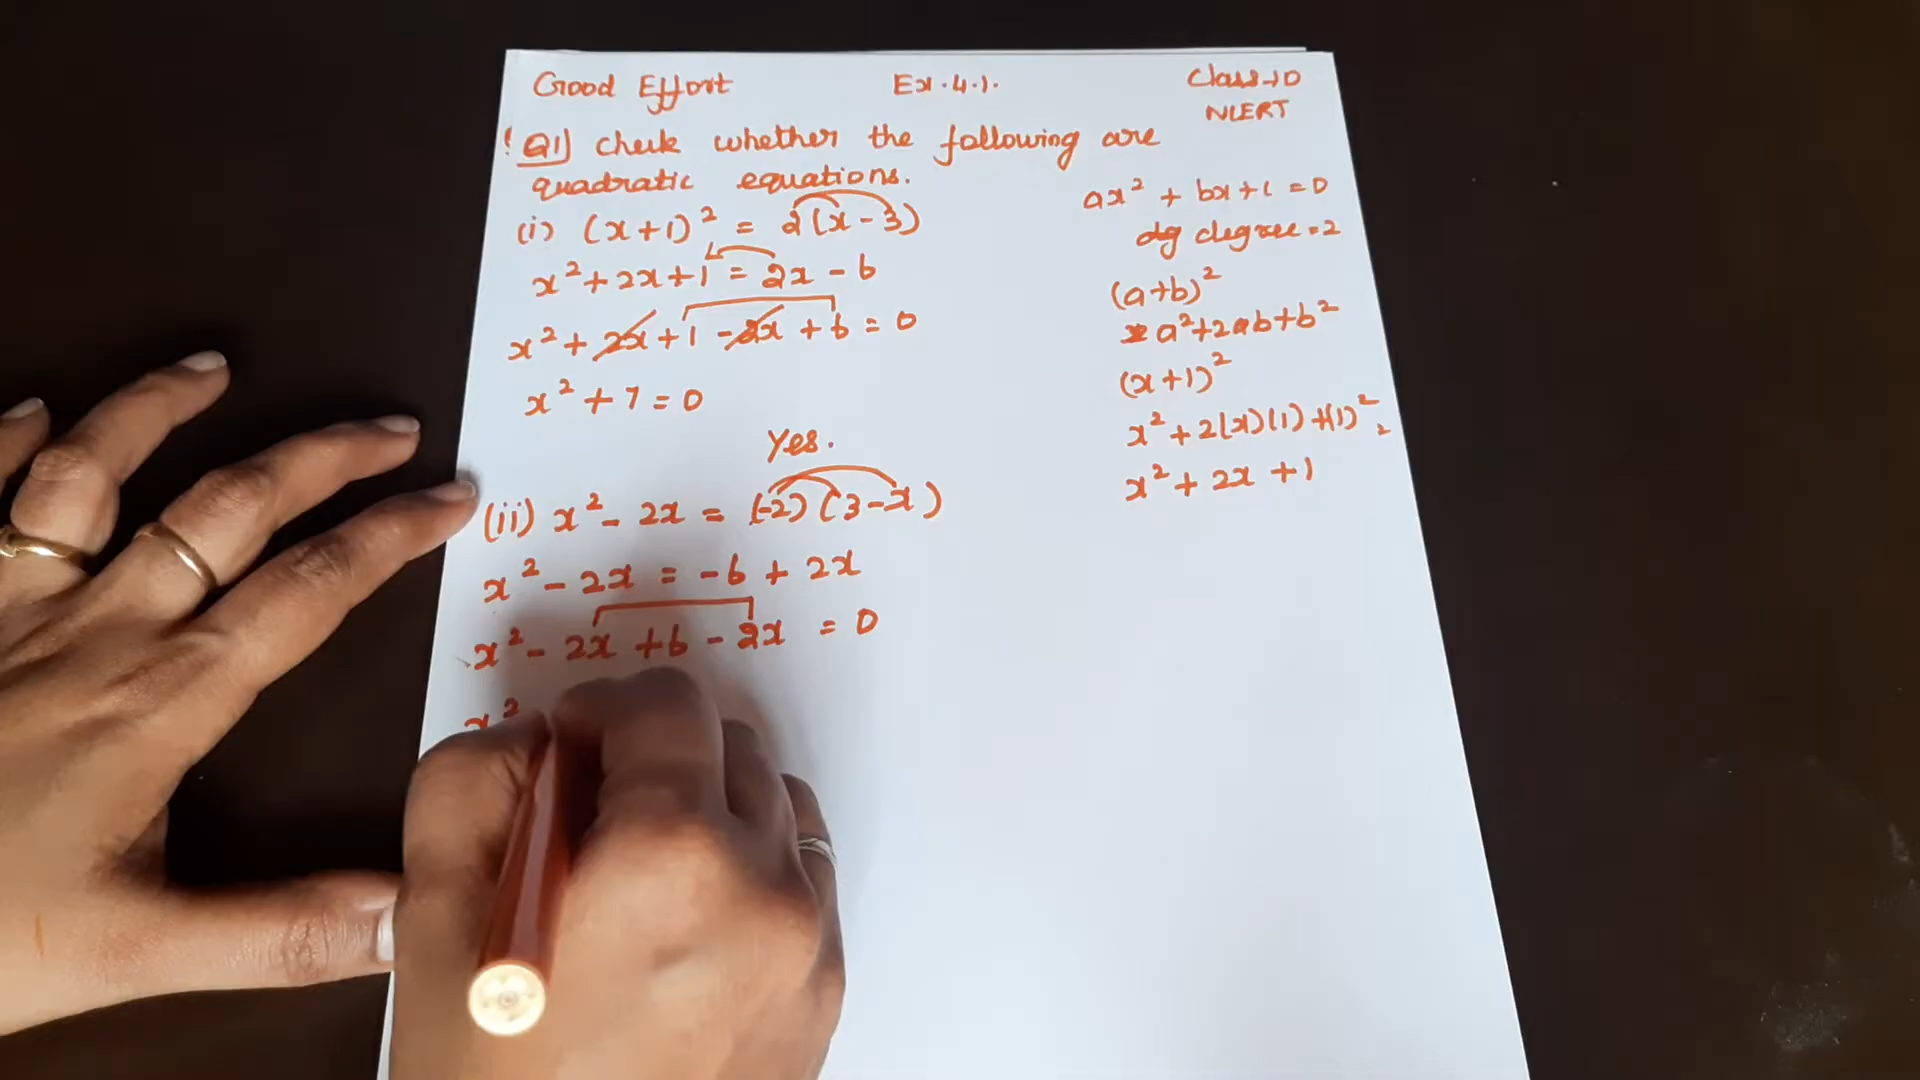 Good Effort Ex.4.1. Class-10
NCERT
Q1) Check whether the following are
quadratic equations.
(i) (x+1)² = 2(x-3)
x²+2x+1 = 2x - 6
x² + 2x + 1 - 2x + 6 = 0
x² + 7 = 0
Yes.
(ii) x² - 2x = (-2)(3-x)
x² - 2x = -6 + 2x
x² - 2x + 6 - 2x = 0
x²
ax² + bx + c = 0
dg degree = 2
(a+b)²
a²+2ab+b²
(x+1)²
x² + 2(x)(1) + (1)²
x² + 2x + 1